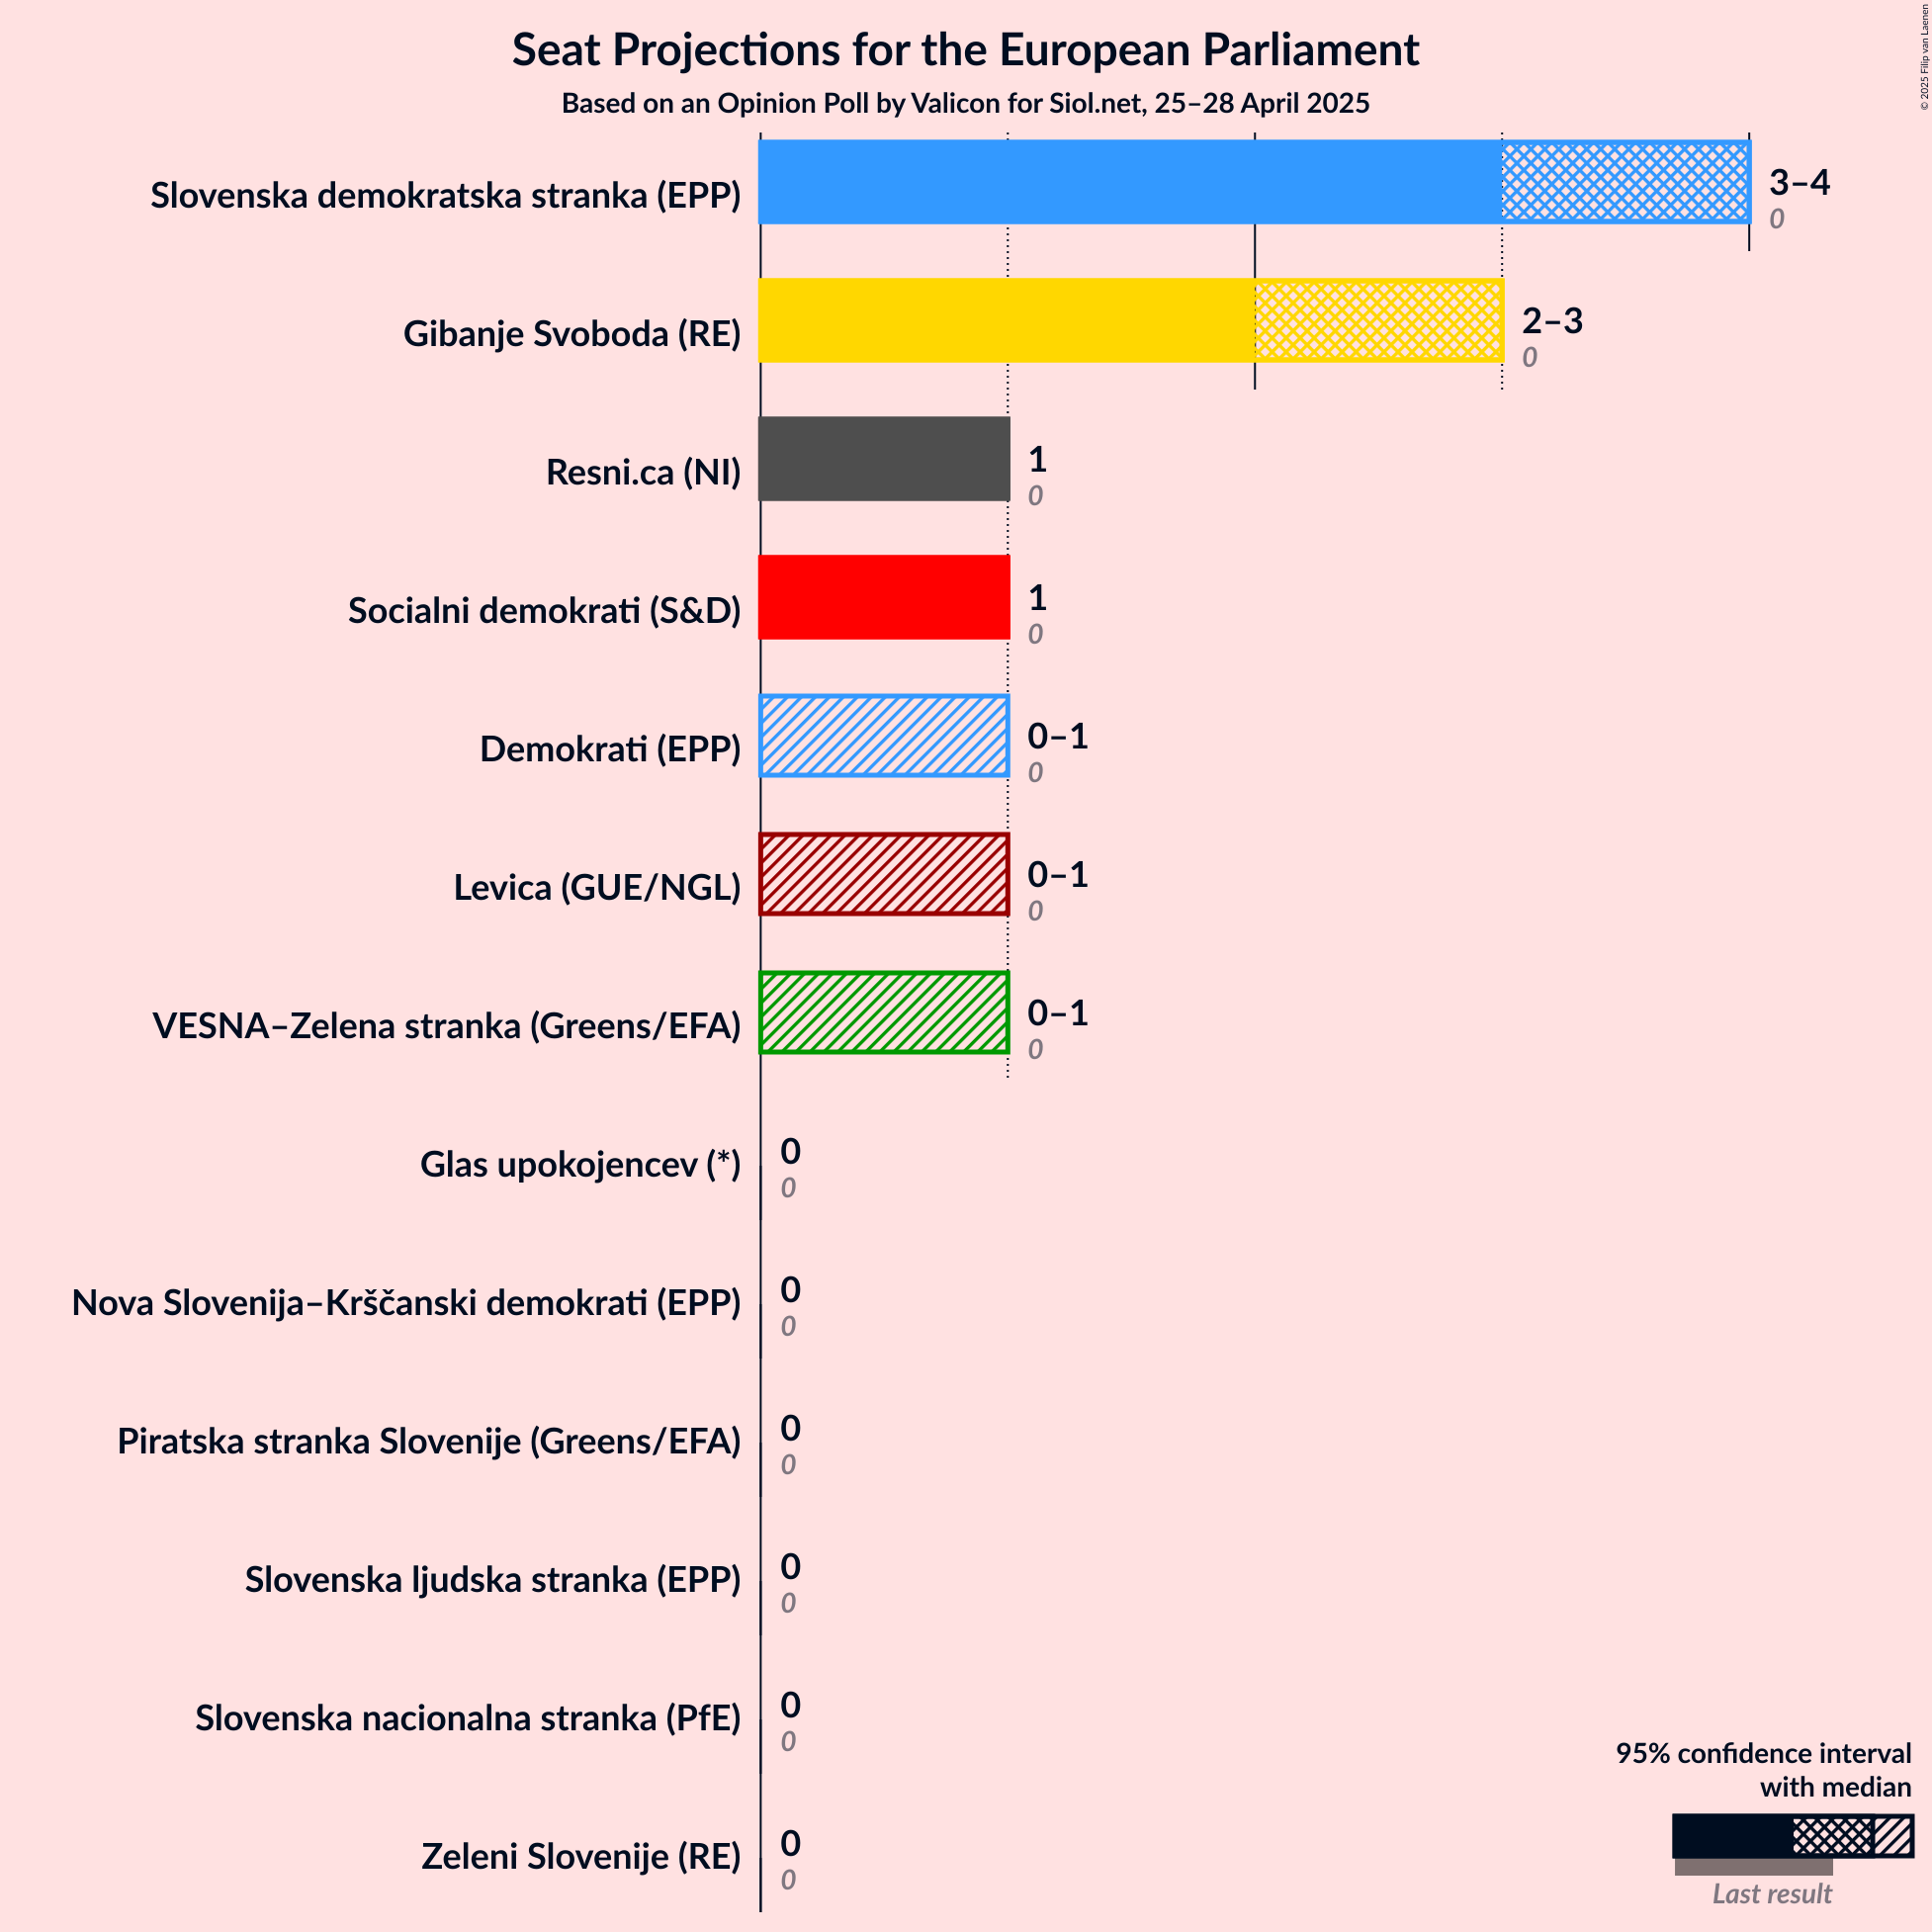 Seat Projections for the European Parliament
Based on an Opinion Poll by Valicon for Siol.net, 25–28 April 2025
© 2025 Filip van Laenen
Slovenska demokratska stranka (EPP)
3–4
0
Gibanje Svoboda (RE)
2–3
0
Resni.ca (NI)
1
0
Socialni demokrati (S&D)
1
0
Demokrati (EPP)
0–1
0
Levica (GUE/NGL)
0–1
0
VESNA–Zelena stranka (Greens/EFA)
0–1
0
Glas upokojencev (*)
0
0
Nova Slovenija–Krščanski demokrati (EPP)
0
0
Piratska stranka Slovenije (Greens/EFA)
0
0
Slovenska ljudska stranka (EPP)
0
0
Slovenska nacionalna stranka (PfE)
0
0
Zeleni Slovenije (RE)
0
0
95% confidence interval
with median
Last result